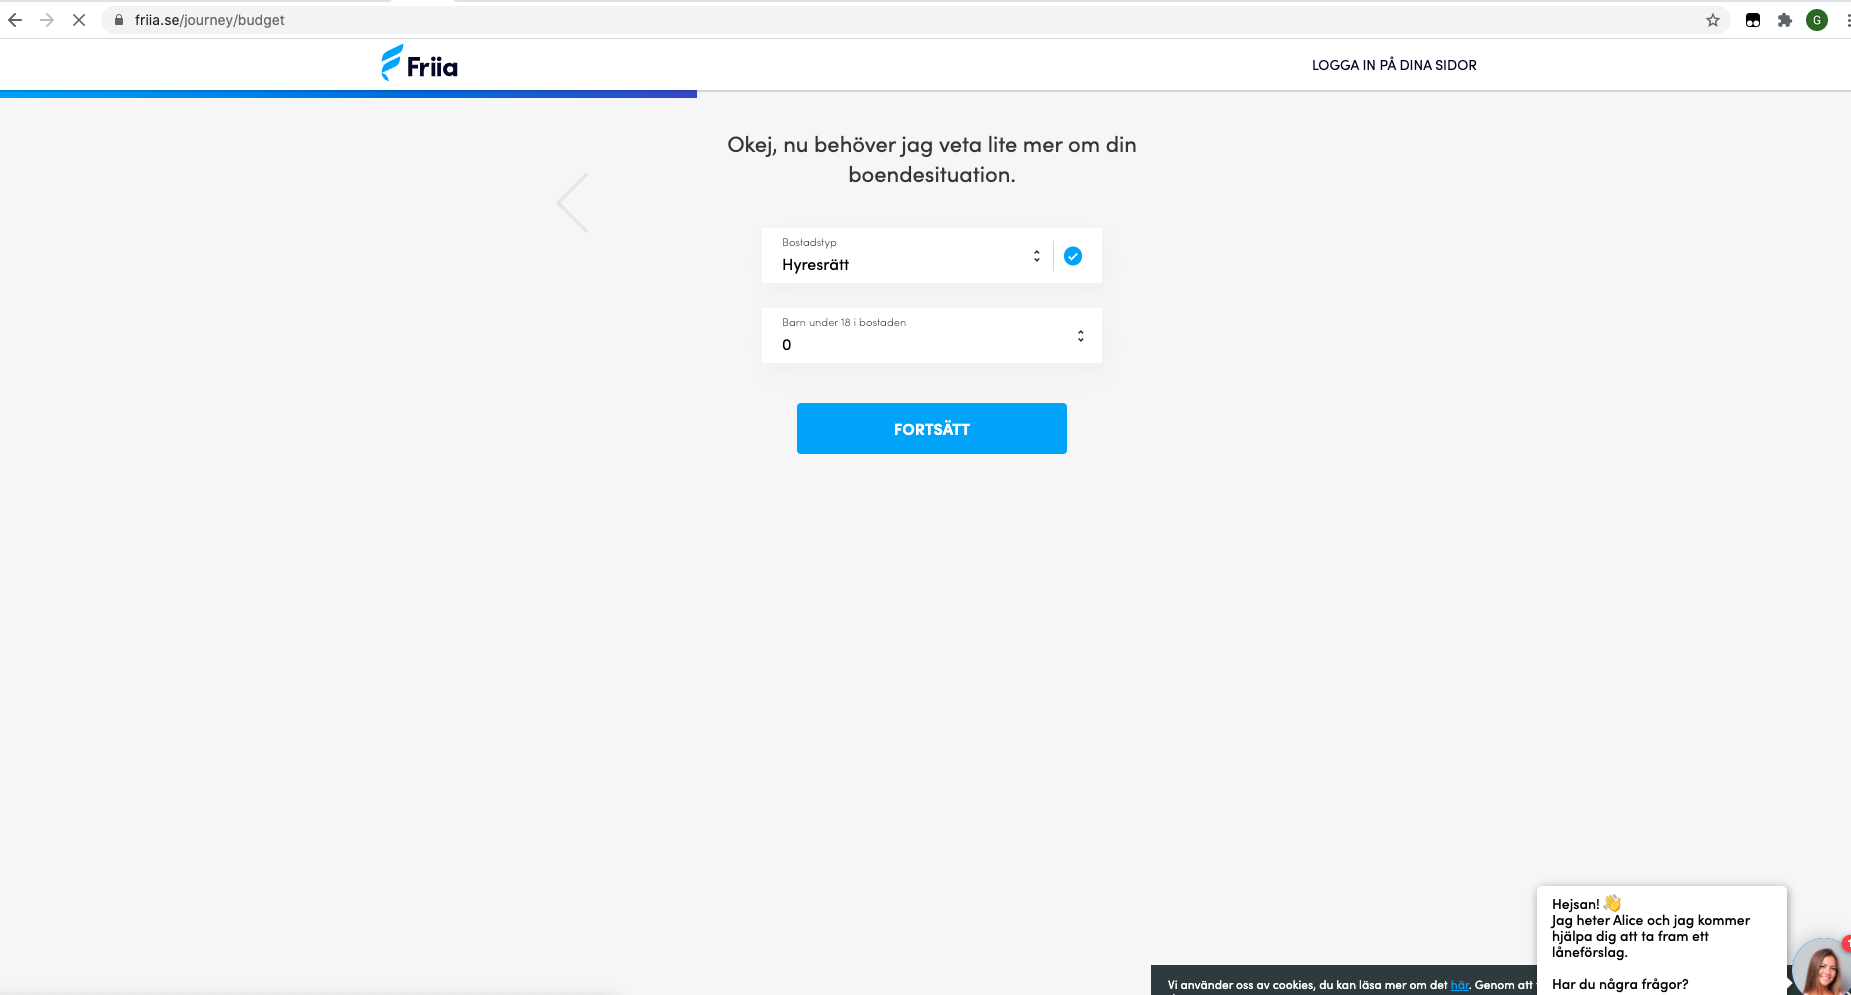 friia.se/journey/budget
G
Friia
LOGGA IN PÅ DINA SIDOR
Okej, nu behöver jag veta lite mer om din
boendesituation.
Bostadstyp
Hyresrätt
Barn under 18 i bostaden
0
FORTSÄTT
Hejsan! 👋
Jag heter Alice och jag kommer
hjälpa dig att ta fram ett
låneförslag.
Har du några frågor?
Vi använder oss av cookies, du kan läsa mer om det här. Genom att